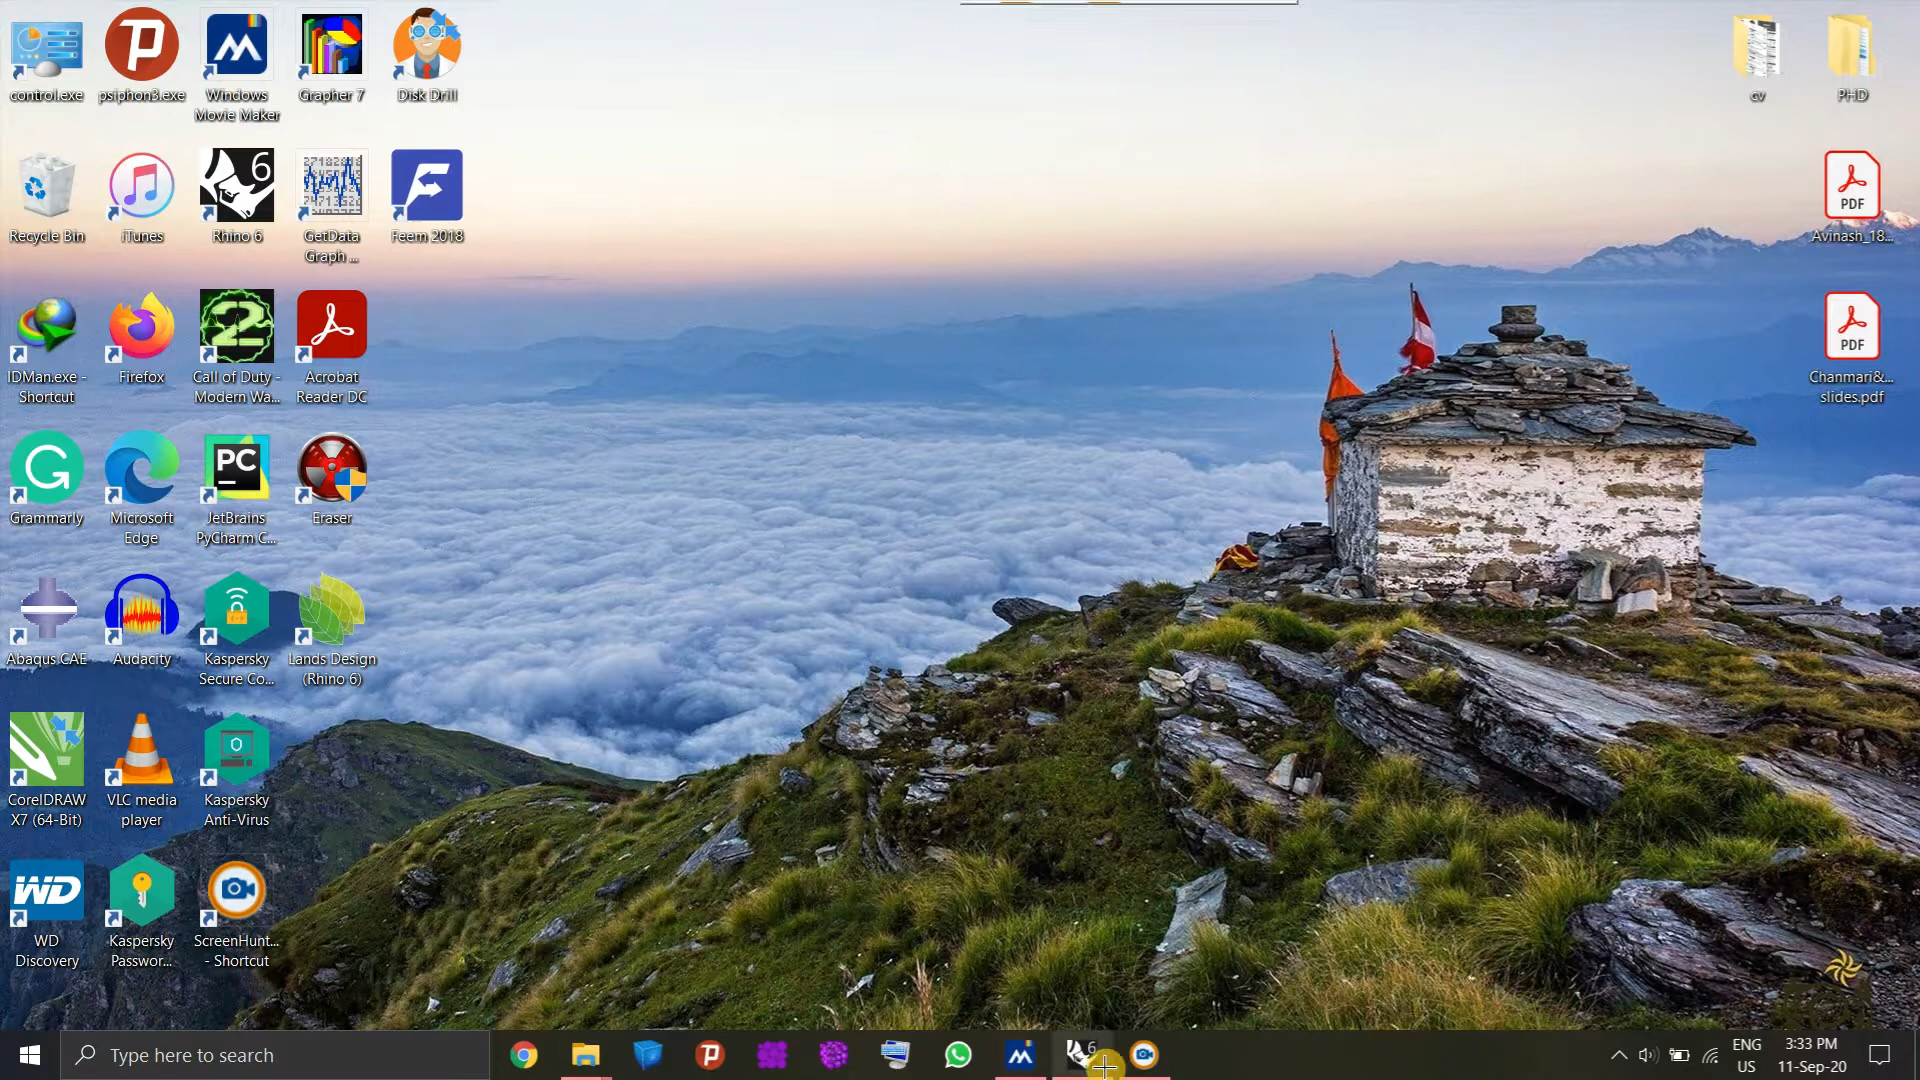 control.exe
psiphon3.exe
Windows
Movie Maker
Grapher 7
Disk Drill
cv
PHD
Recycle Bin
iTunes
6
Rhino 6
GetData
Graph ...
Feem 2018
PDF
Avinash_18...
IDMan.exe -
Shortcut
Firefox
Call of Duty -
Modern Wa...
Acrobat
Reader DC
PDF
Chanmari&...
slides.pdf
Grammarly
Microsoft
Edge
PC
JetBrains
PyCharm C...
Eraser
Abaqus CAE
Audacity
Kaspersky
Secure Co...
Lands Design
(Rhino 6)
CorelDRAW
X7 (64-Bit)
VLC media
player
Kaspersky
Anti-Virus
WD
WD
Discovery
Kaspersky
Passwor...
ScreenHunt...
- Shortcut
Type here to search
6
ENG
US
3:33 PM
11-Sep-20